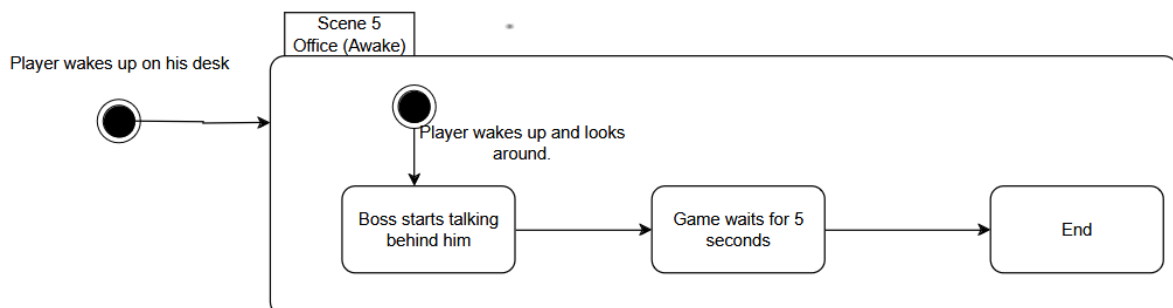 Scene 5
Office (Awake)
Player wakes up on his desk
Player wakes up and looks
around.
Boss starts talking
behind him
Game waits for 5
seconds
End